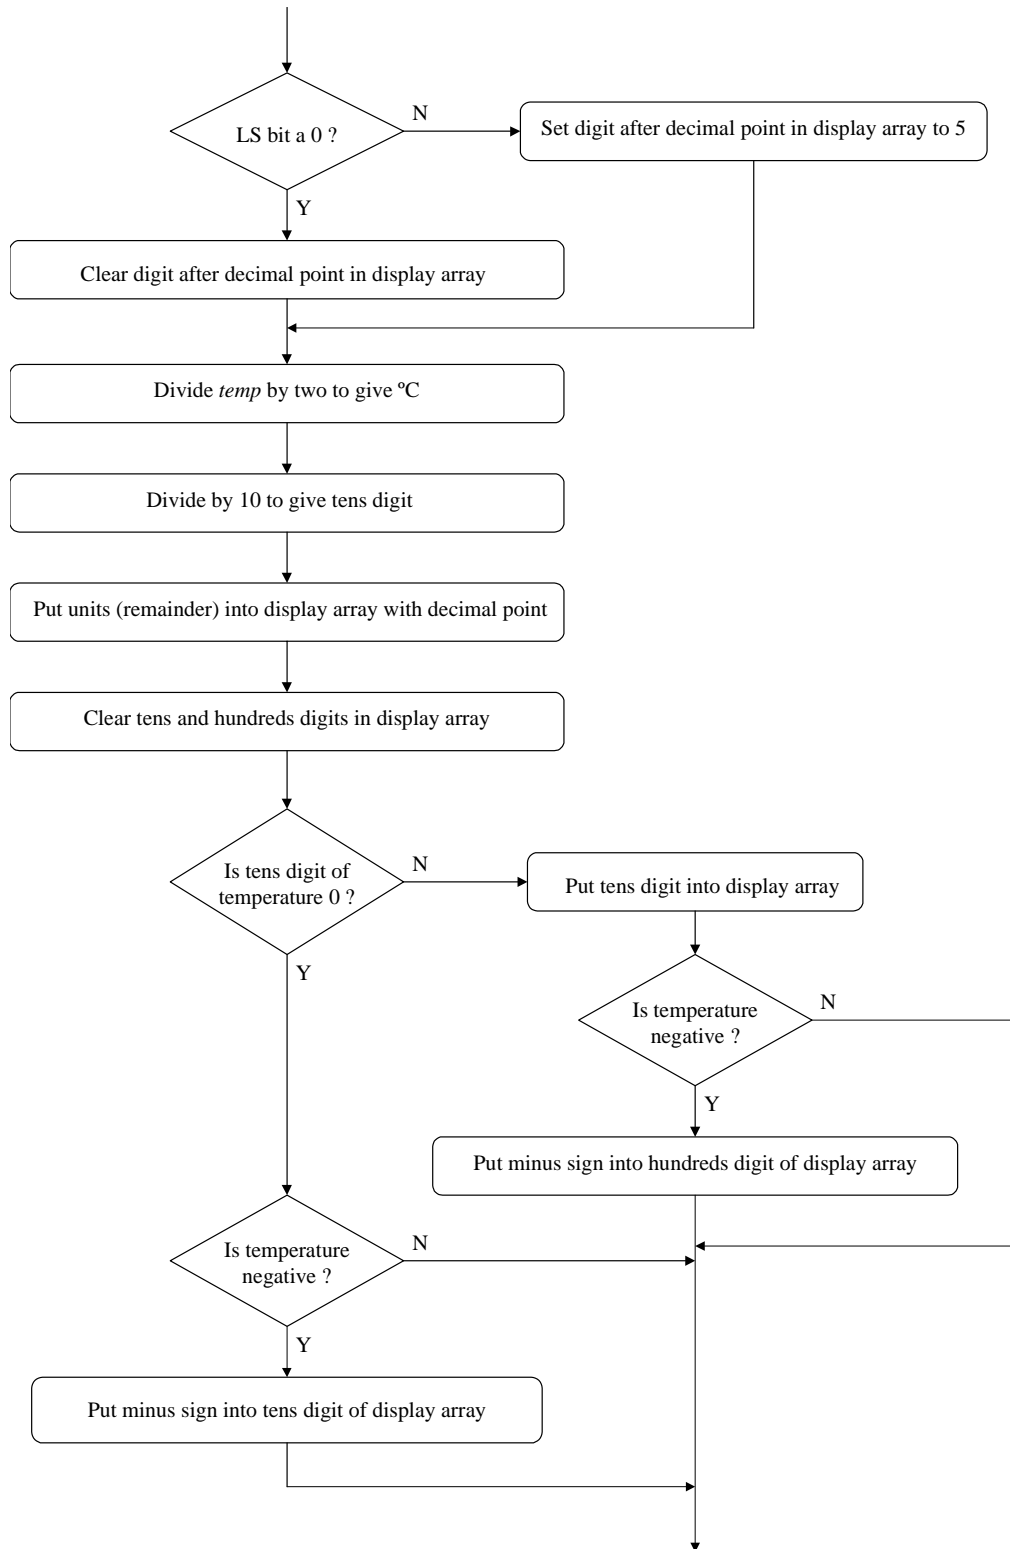 LS bit a 0 ?
N
Set digit after decimal point in display array to 5
Y
Clear digit after decimal point in display array
Divide temp by two to give ºC
Divide by 10 to give tens digit
Put units (remainder) into display array with decimal point
Clear tens and hundreds digits in display array
Is tens digit of
temperature 0 ?
N
Put tens digit into display array
Y
Is temperature
negative ?
N
Y
Put minus sign into hundreds digit of display array
Is temperature
negative ?
N
Y
Put minus sign into tens digit of display array